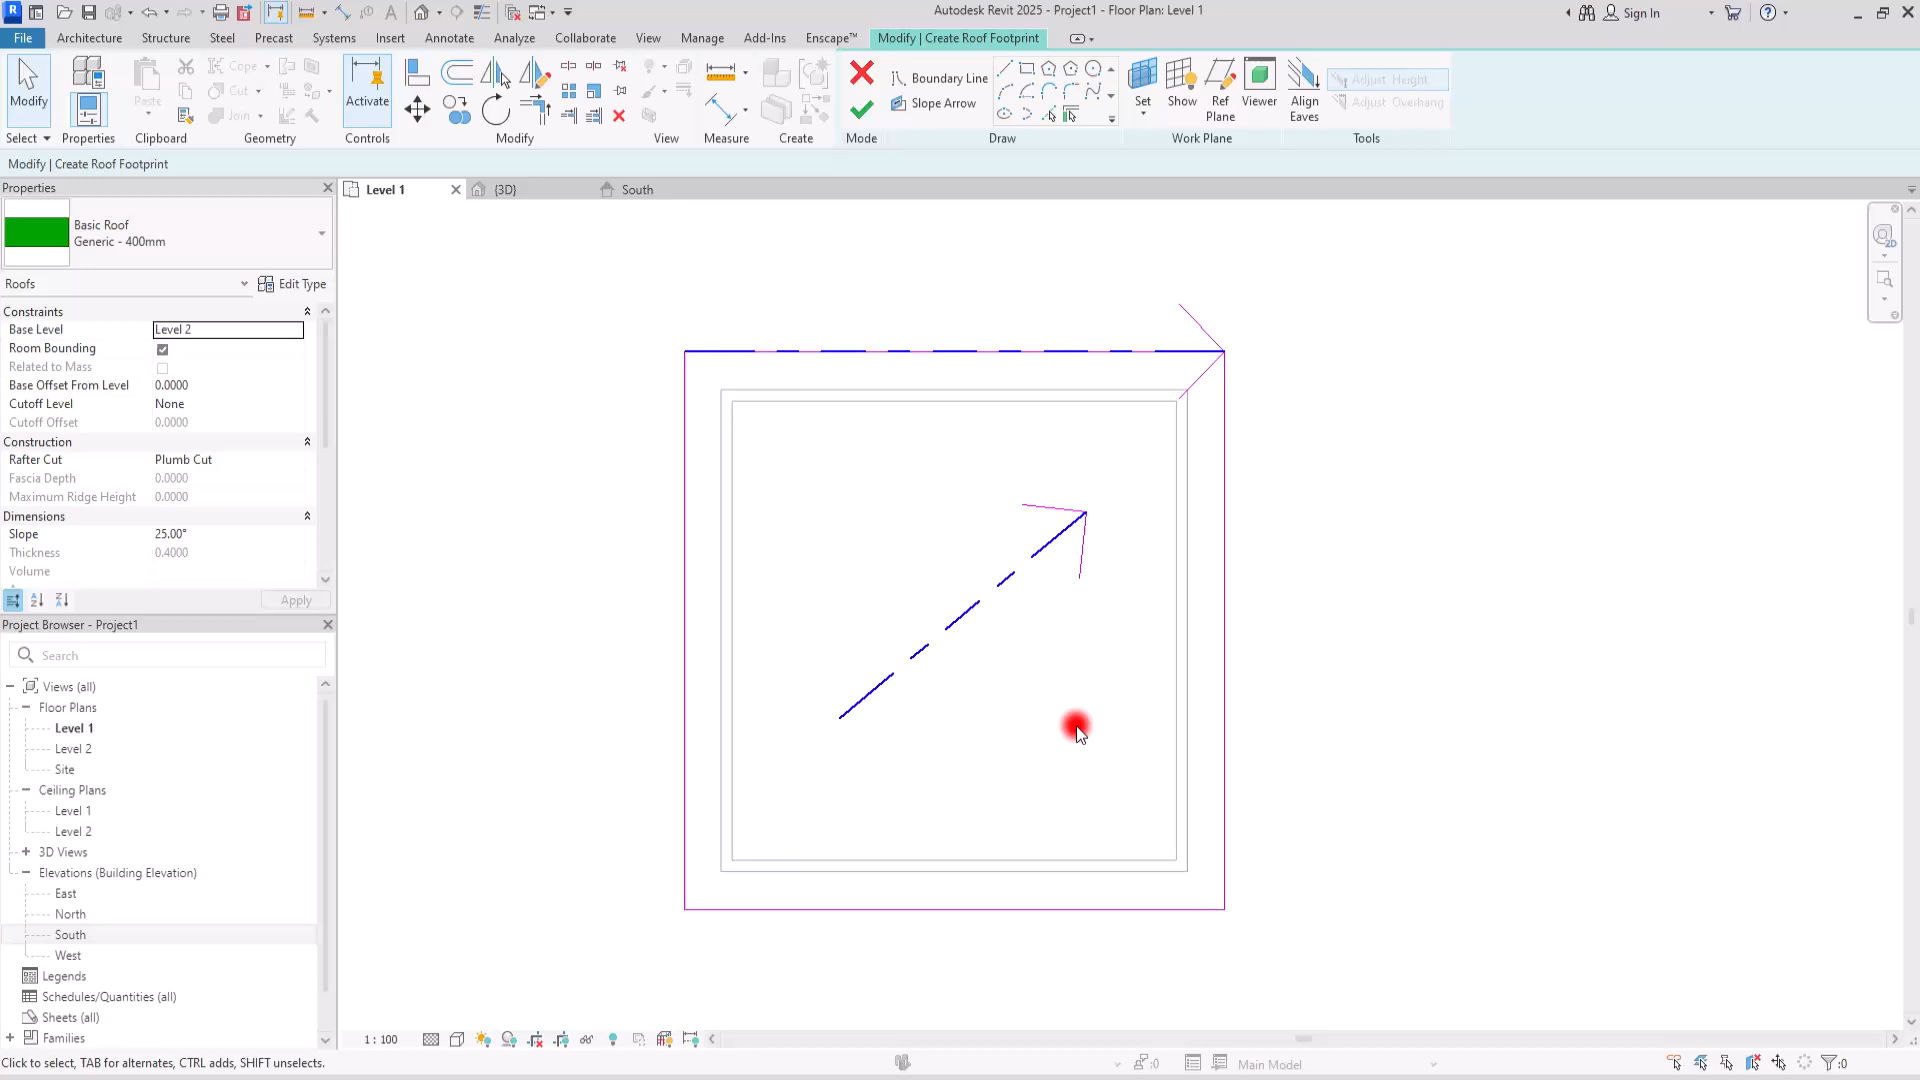 Autodesk Revit 2025 - Project1 - Floor Plan: Level 1
Sign In
File
Architecture
Structure
Steel
Precast
Systems
Insert
Annotate
Analyze
Collaborate
View
Manage
Add-Ins
Enscape™
Modify | Create Roof Footprint
Modify
Select
Properties
Paste
Clipboard
Cope
Cut
Join
Geometry
Activate
Controls
Modify
View
Measure
Create
Mode
Boundary Line
Slope Arrow
Draw
Set
Show
Ref
Plane
Viewer
Work Plane
Align
Eaves
Adjust Height
Adjust Overhang
Tools
Modify | Create Roof Footprint
Properties
Level 1
{3D}
South
Basic Roof
Generic - 400mm
Roofs
Edit Type
Constraints
Base Level Level 2
Room Bounding
Related to Mass
Base Offset From Level 0.0000
Cutoff Level None
Cutoff Offset 0.0000
Construction
Rafter Cut Plumb Cut
Fascia Depth 0.0000
Maximum Ridge Height 0.0000
Dimensions
Slope 25.00°
Thickness 0.4000
Volume
Apply
Project Browser - Project1
Search
Views (all)
Floor Plans
Level 1
Level 2
Site
Ceiling Plans
Level 1
Level 2
3D Views
Elevations (Building Elevation)
East
North
South
West
Legends
Schedules/Quantities (all)
Sheets (all)
Families
1 : 100
Click to select, TAB for alternates, CTRL adds, SHIFT unselects.
:0
Main Model
:0
2D